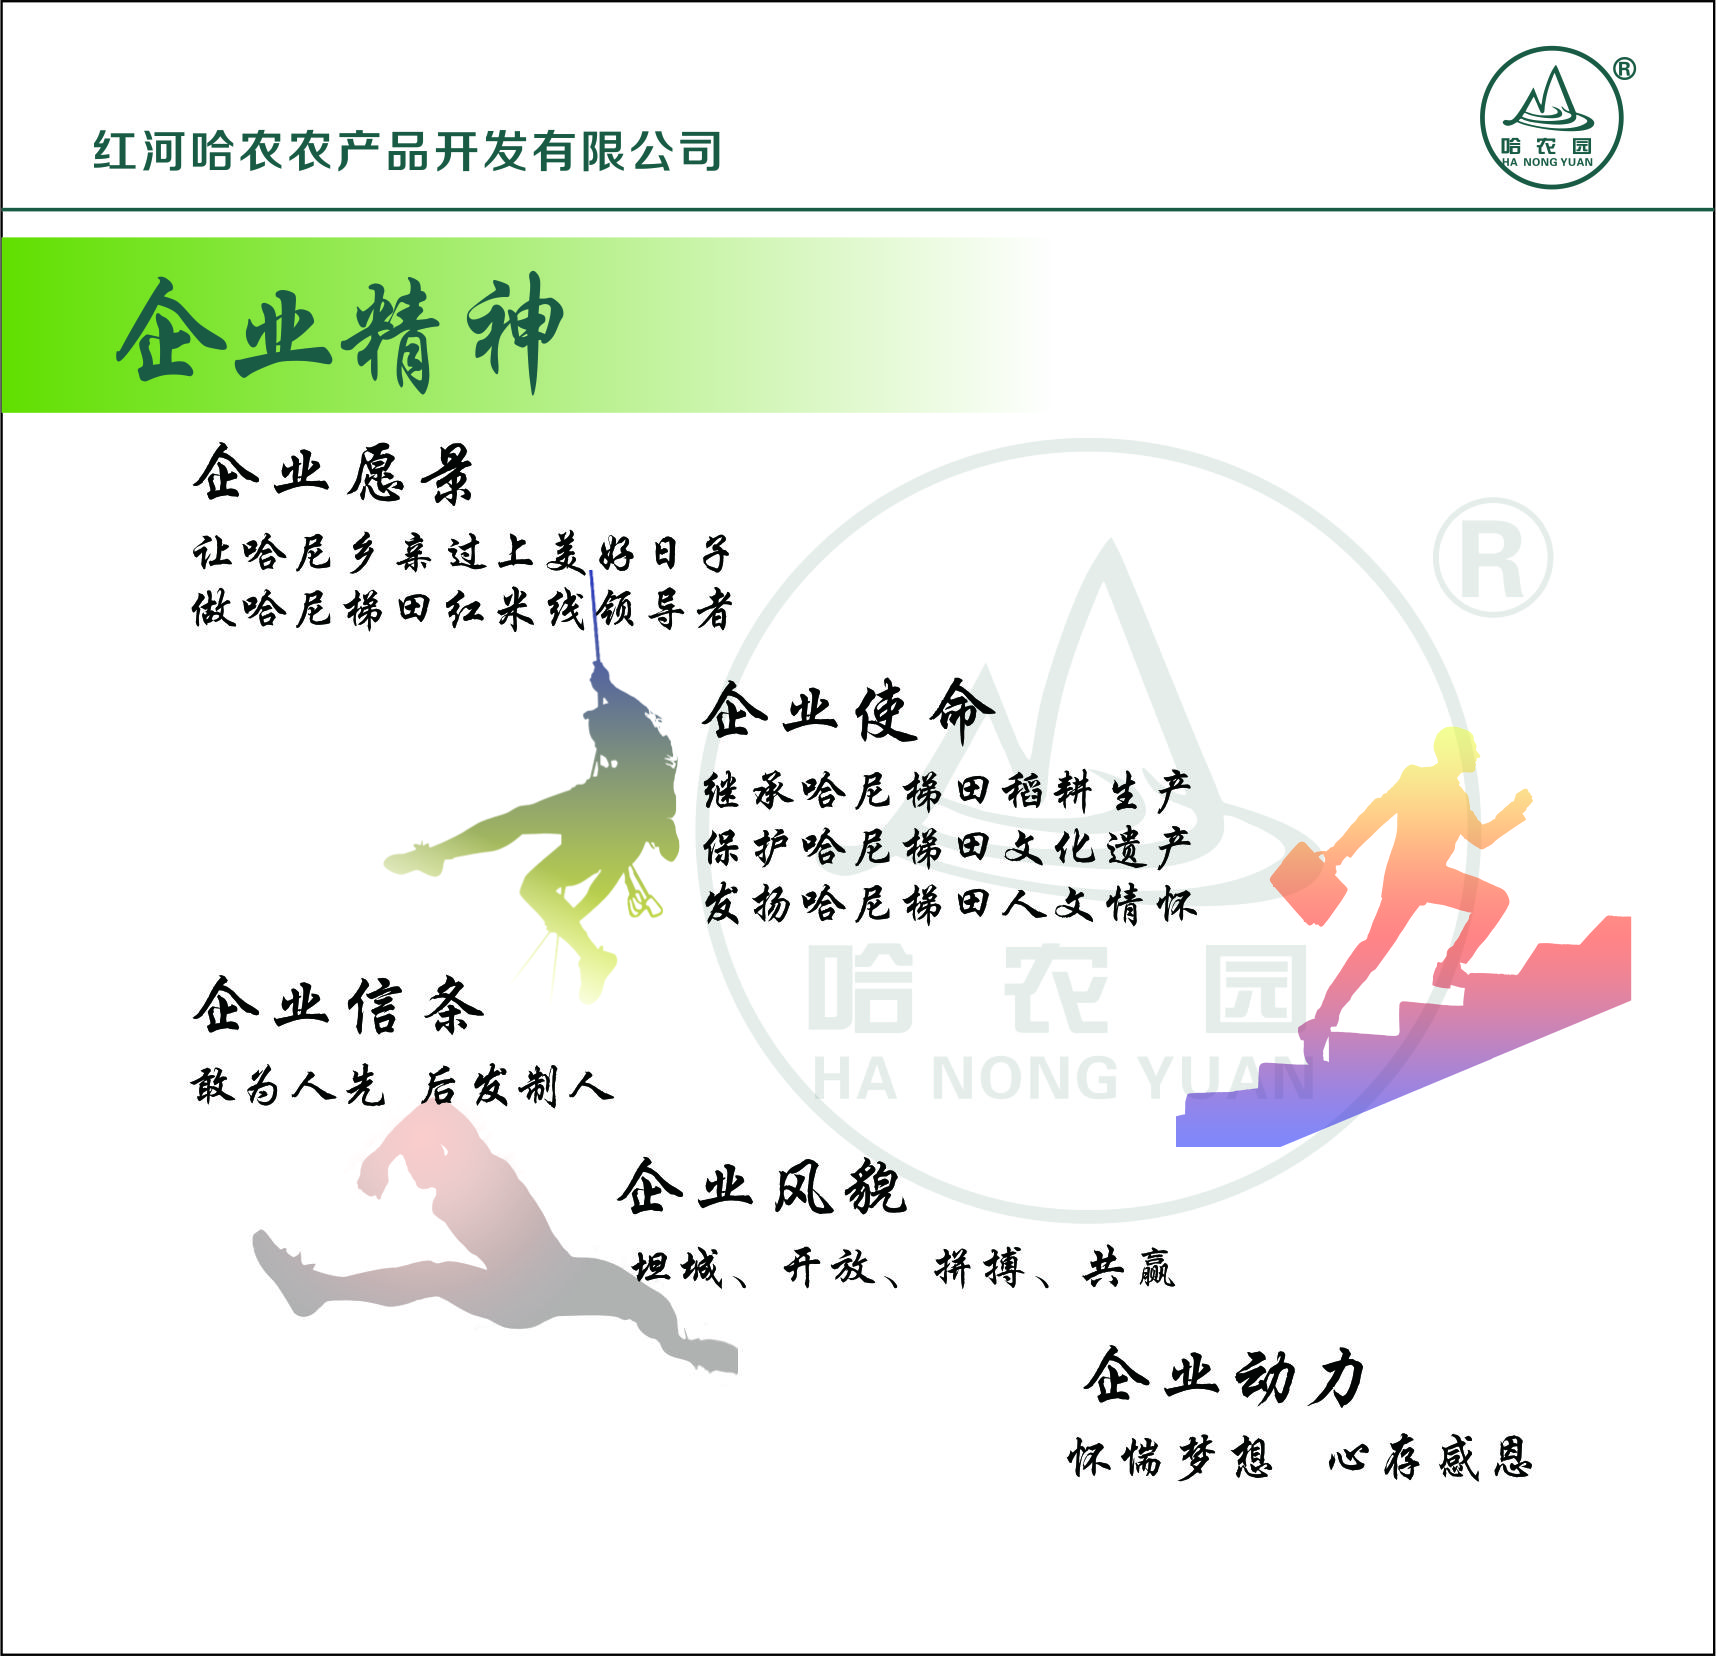 红河哈农农产品开发有限公司
®
哈农园
HA NONG YUAN
企业精神
企业愿景
让哈尼乡亲过上美好日子
做哈尼梯田红米线领导者
®
企业使命
继承哈尼梯田稻耕生产
保护哈尼梯田文化遗产
发扬哈尼梯田人文情怀
哈农园
HA NONG YUAN
企业信条
敢为人先 后发制人
企业风貌
坦城、开放、拼搏、共赢
企业动力
怀惴梦想 心存感恩